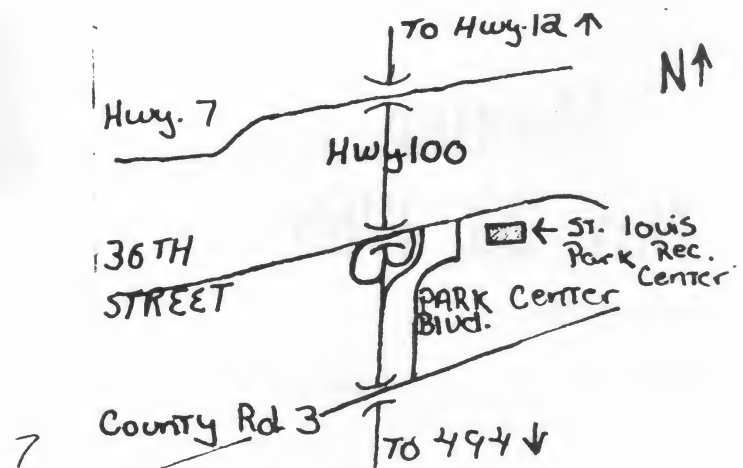 To Hwy. 12 ↑
N↑
Hwy. 7
Hwy 100
36TH
STREET
← ST. louis
Park Rec.
Center
PARK Center
Blvd.
County Rd. 3
To 494 ↓
7